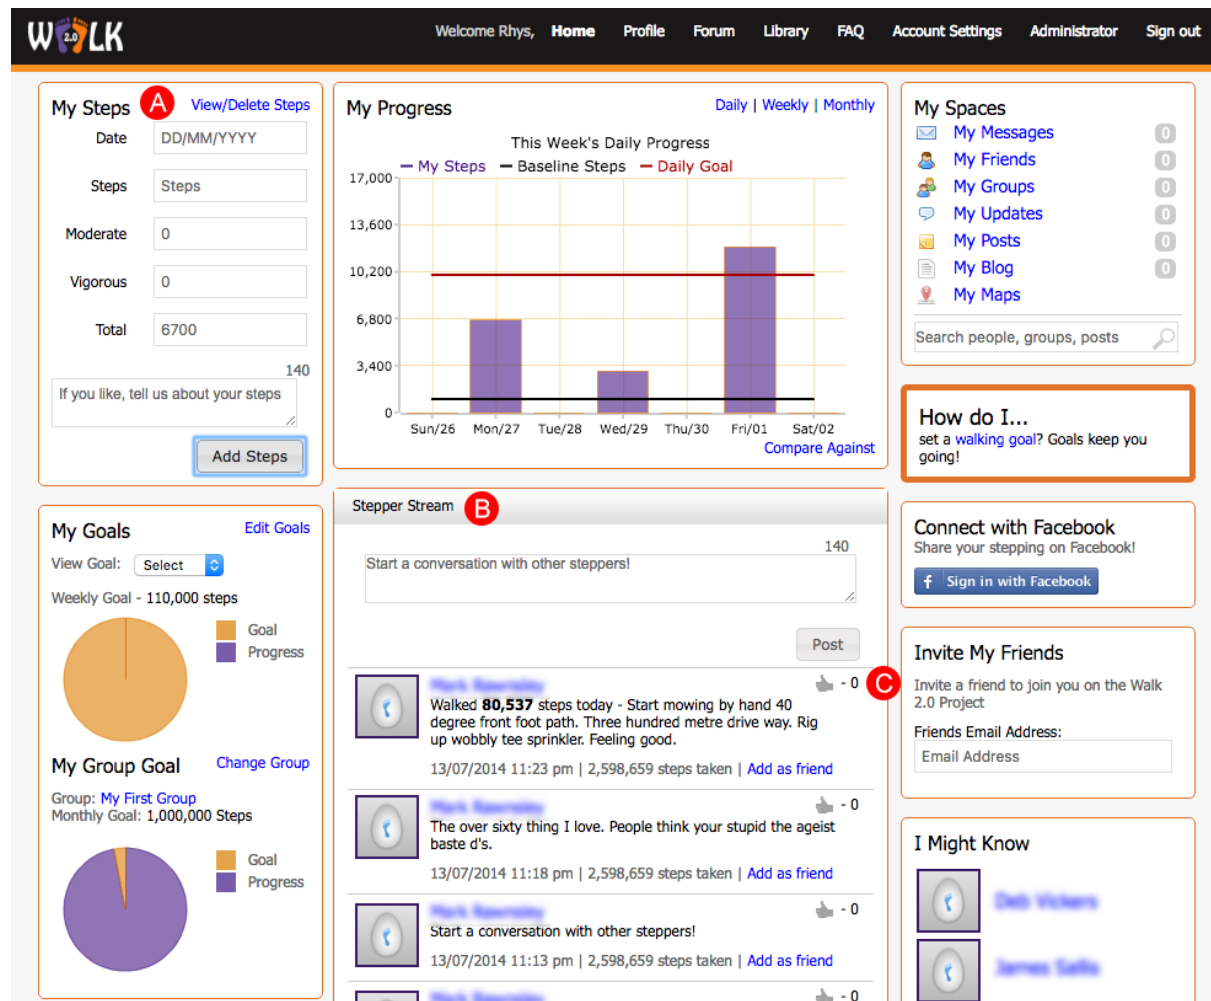 W 2.0 LK
Welcome Rhys, Home Profile Forum Library FAQ Account Settings Administrator Sign out
My Steps A View/Delete Steps
Date DD/MM/YYYY
Steps Steps
Moderate 0
Vigorous 0
Total 6700
140
If you like, tell us about your steps
Add Steps
My Goals Edit Goals
View Goal: Select
Weekly Goal - 110,000 steps
Goal
Progress
My Group Goal Change Group
Group: My First Group
Monthly Goal: 1,000,000 Steps
Goal
Progress
My Progress Daily | Weekly | Monthly
This Week's Daily Progress
My Steps Baseline Steps Daily Goal
17,000
13,600
10,200
6,800
3,400
0
Sun/26 Mon/27 Tue/28 Wed/29 Thu/30 Fri/01 Sat/02
Compare Against
Stepper Stream B
140
Start a conversation with other steppers!
Post
- 0 C
Walked 80,537 steps today - Start mowing by hand 40
degree front foot path. Three hundred metre drive way. Rig
up wobbly tee sprinkler. Feeling good.
13/07/2014 11:23 pm | 2,598,659 steps taken | Add as friend
- 0
The over sixty thing I love. People think your stupid the ageist
baste d's.
13/07/2014 11:18 pm | 2,598,659 steps taken | Add as friend
- 0
Start a conversation with other steppers!
13/07/2014 11:13 pm | 2,598,659 steps taken | Add as friend
- 0
My Spaces
My Messages 0
My Friends 0
My Groups 0
My Updates 0
My Posts 0
My Blog 0
My Maps
Search people, groups, posts
How do I...
set a walking goal? Goals keep you
going!
Connect with Facebook
Share your stepping on Facebook!
f Sign in with Facebook
Invite My Friends
Invite a friend to join you on the Walk
2.0 Project
Friends Email Address:
Email Address
I Might Know